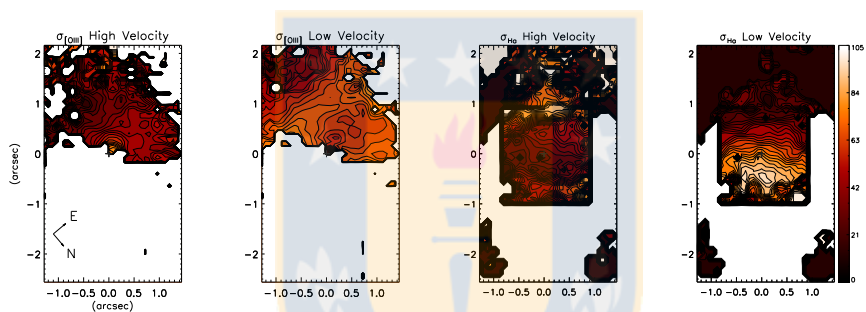 σ[OIII] High Velocity
σ[OIII] Low Velocity
σHα High Velocity
σHα Low Velocity
2
1
0
-1
-2
(arcsec)
E
N
-1.0 -0.5 0.0 0.5 1.0
(arcsec)
2
1
0
-1
-2
-1.0 -0.5 0.0 0.5 1.0
2
1
0
-1
-2
-1.0 -0.5 0.0 0.5 1.0
2
1
0
-1
-2
-1.0 -0.5 0.0 0.5 1.0
105
84
63
42
21
0